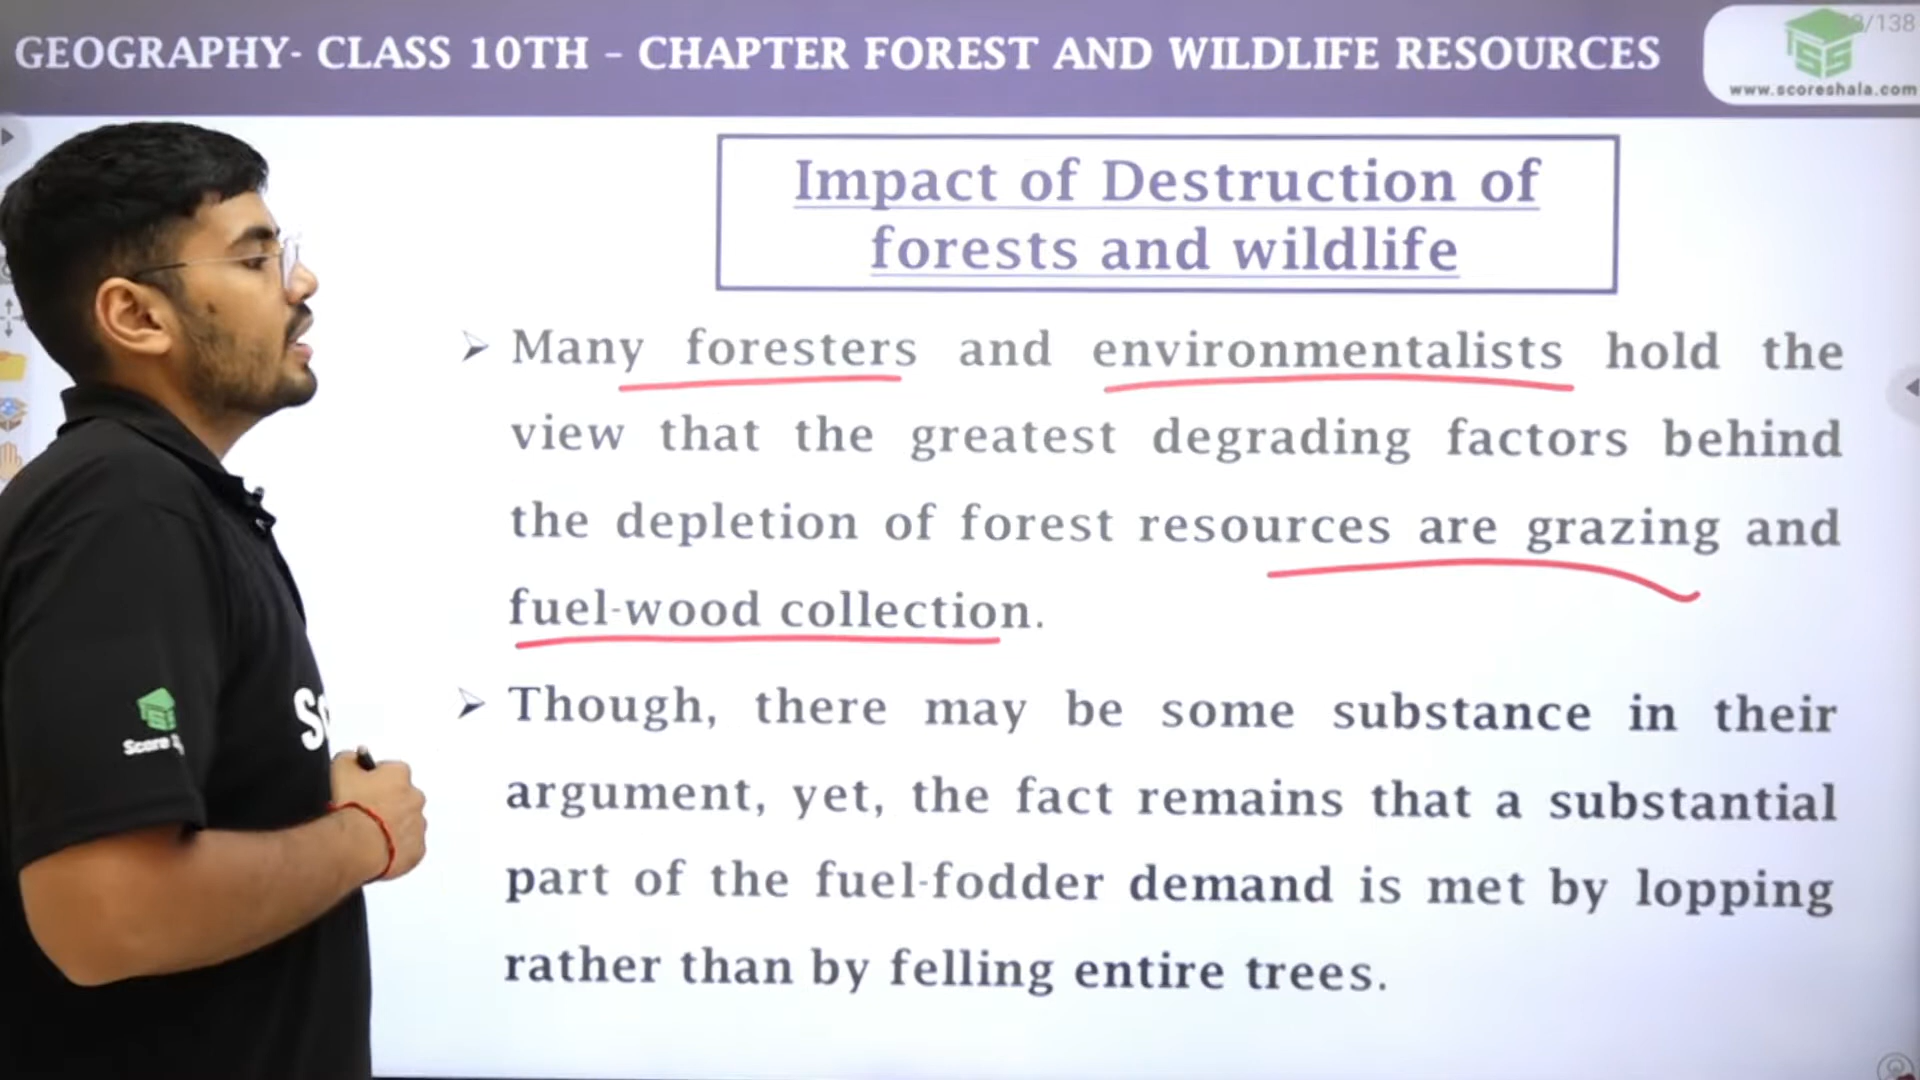 GEOGRAPHY- CLASS 10TH – CHAPTER FOREST AND WILDLIFE RESOURCES
/138
www.scoreshala.com
Impact of Destruction of
forests and wildlife
➢ Many foresters and environmentalists hold the
view that the greatest degrading factors behind
the depletion of forest resources are grazing and
fuel-wood collection.
➢ Though, there may be some substance in their
argument, yet, the fact remains that a substantial
part of the fuel-fodder demand is met by lopping
rather than by felling entire trees.
Score
Sc